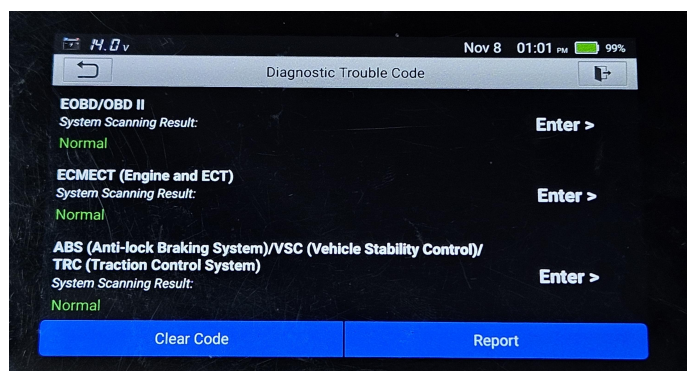 14.0 v
Nov 8 01:01 PM 99%
Diagnostic Trouble Code
EOBD/OBD II
System Scanning Result:
Enter >
Normal
ECMECT (Engine and ECT)
System Scanning Result:
Enter >
Normal
ABS (Anti-lock Braking System)/VSC (Vehicle Stability Control)/
TRC (Traction Control System)
System Scanning Result:
Enter >
Normal
Clear Code
Report